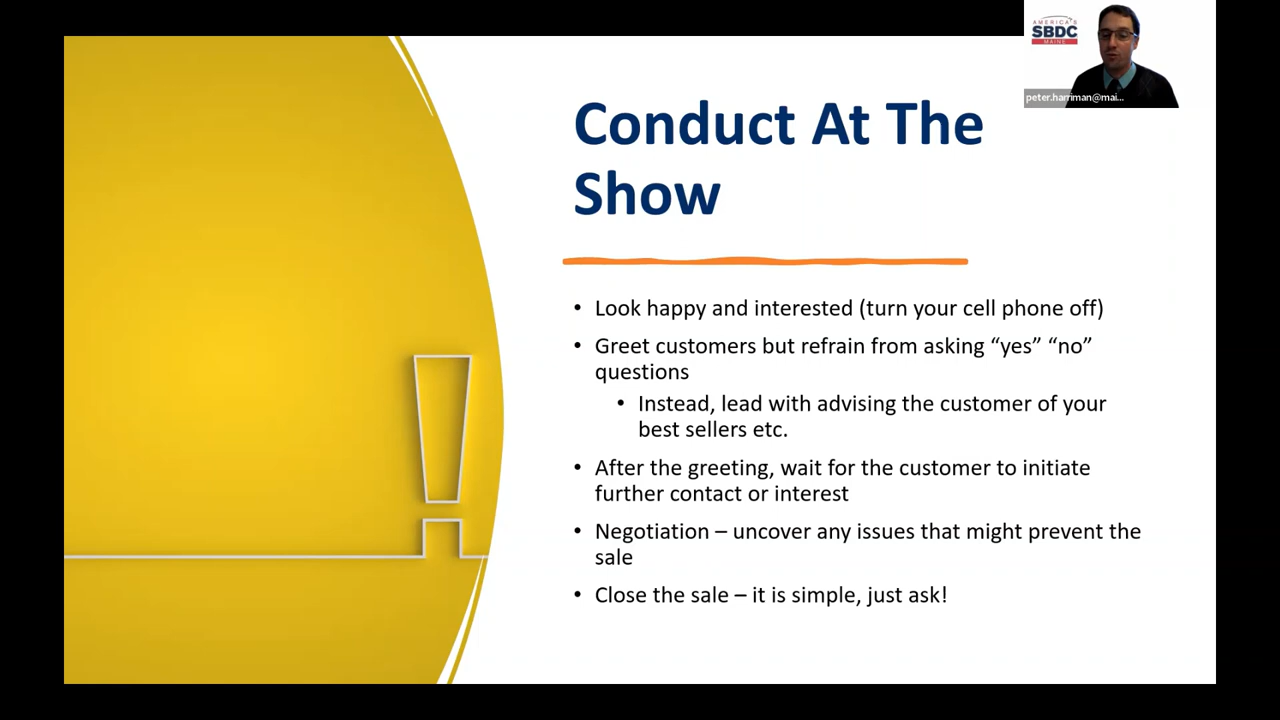 AMERICA'S
SBDC
MAINE
peter.harriman@mai...
Conduct At The
Show
• Look happy and interested (turn your cell phone off)
• Greet customers but refrain from asking “yes” “no”
questions
• Instead, lead with advising the customer of your
best sellers etc.
• After the greeting, wait for the customer to initiate
further contact or interest
• Negotiation – uncover any issues that might prevent the
sale
• Close the sale – it is simple, just ask!